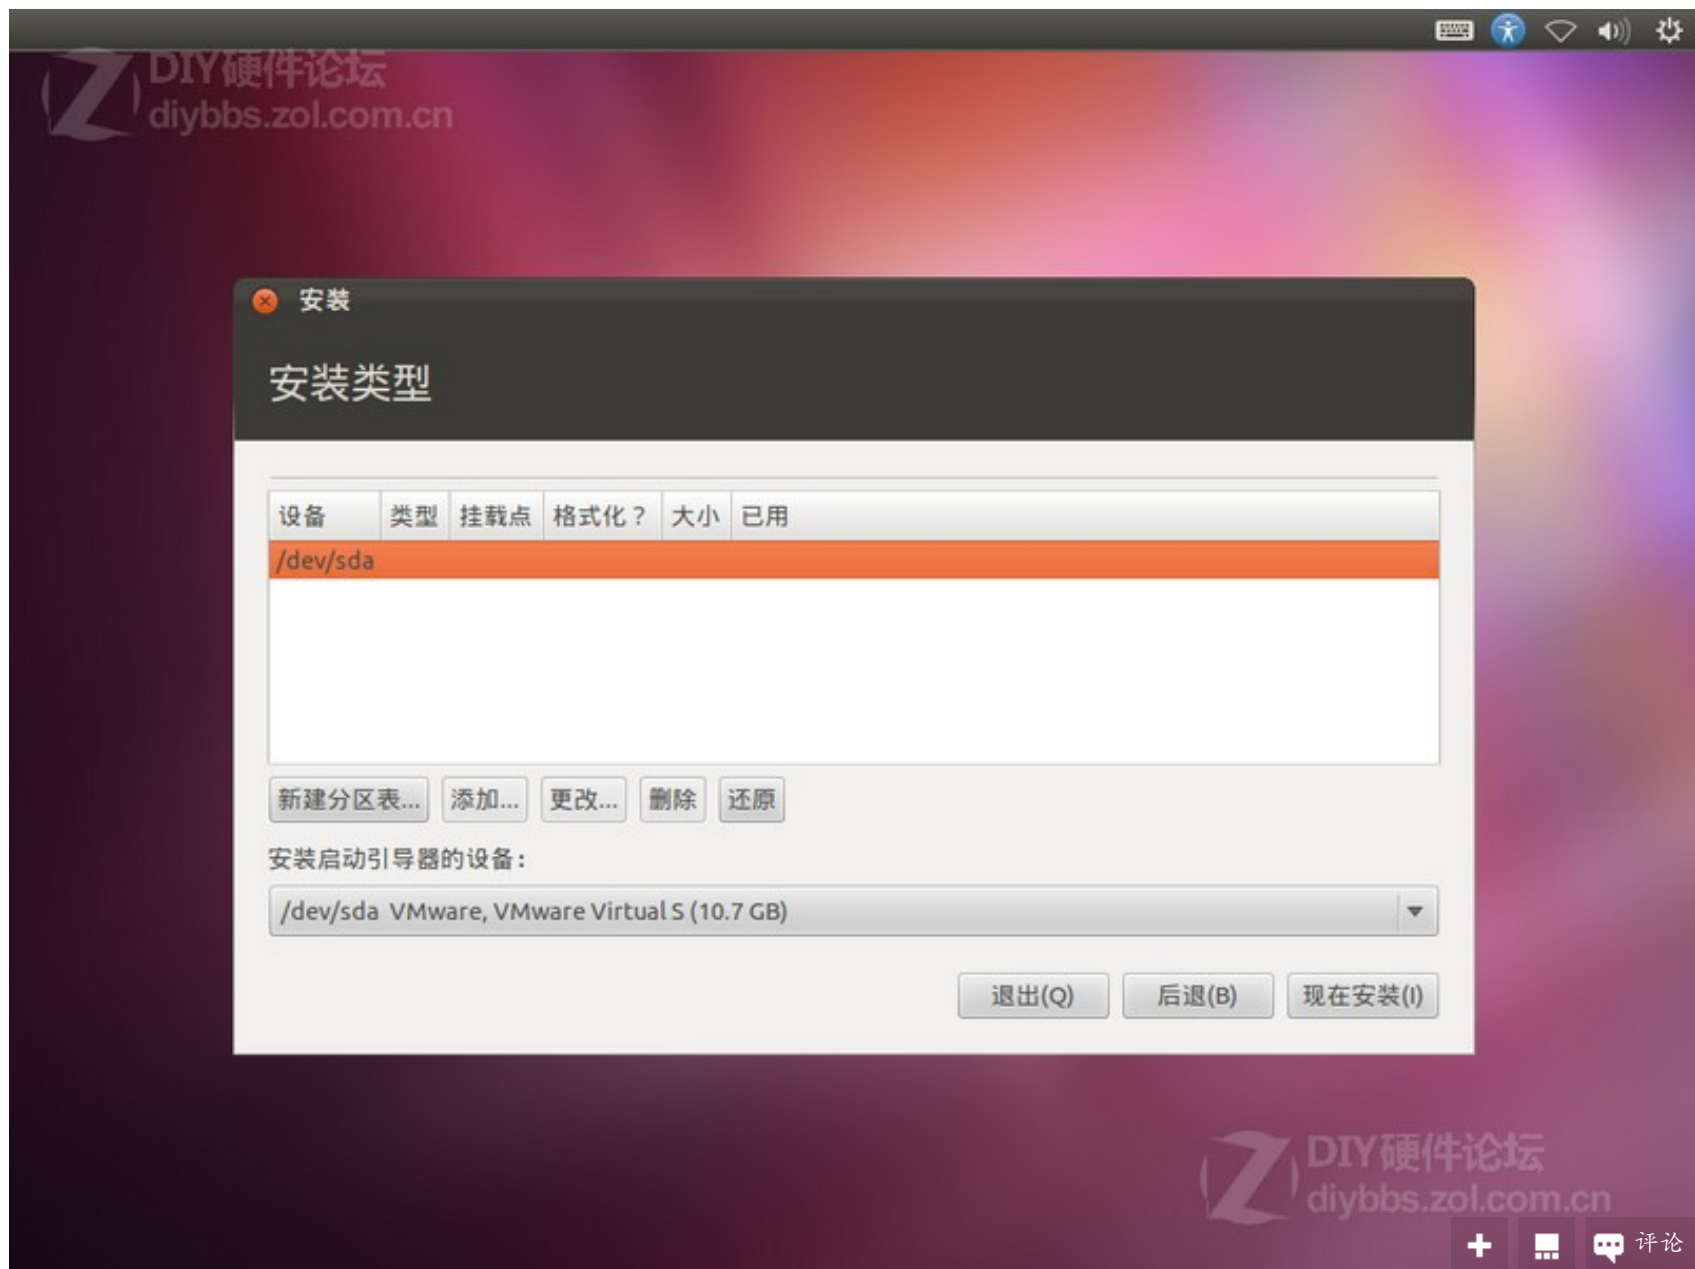 DIY硬件论坛
diybbs.zol.com.cn
安装
安装类型
设备 类型 挂载点 格式化？ 大小 已用
/dev/sda
新建分区表... 添加... 更改... 删除 还原
安装启动引导器的设备：
/dev/sda VMware, VMware Virtual S (10.7 GB)
退出(Q) 后退(B) 现在安装(I)
DIY硬件论坛
diybbs.zol.com.cn
评论